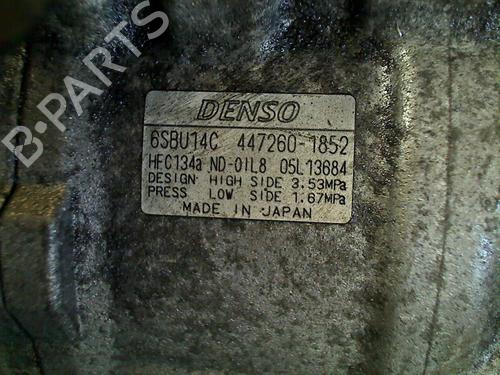 DENSO
6SBU14C 447260-1852
HFC134a ND-OIL8 05L13684
DESIGN HIGH SIDE 3.53MPa
PRESS. LOW SIDE 1.67MPa
MADE IN JAPAN
B-PARTS